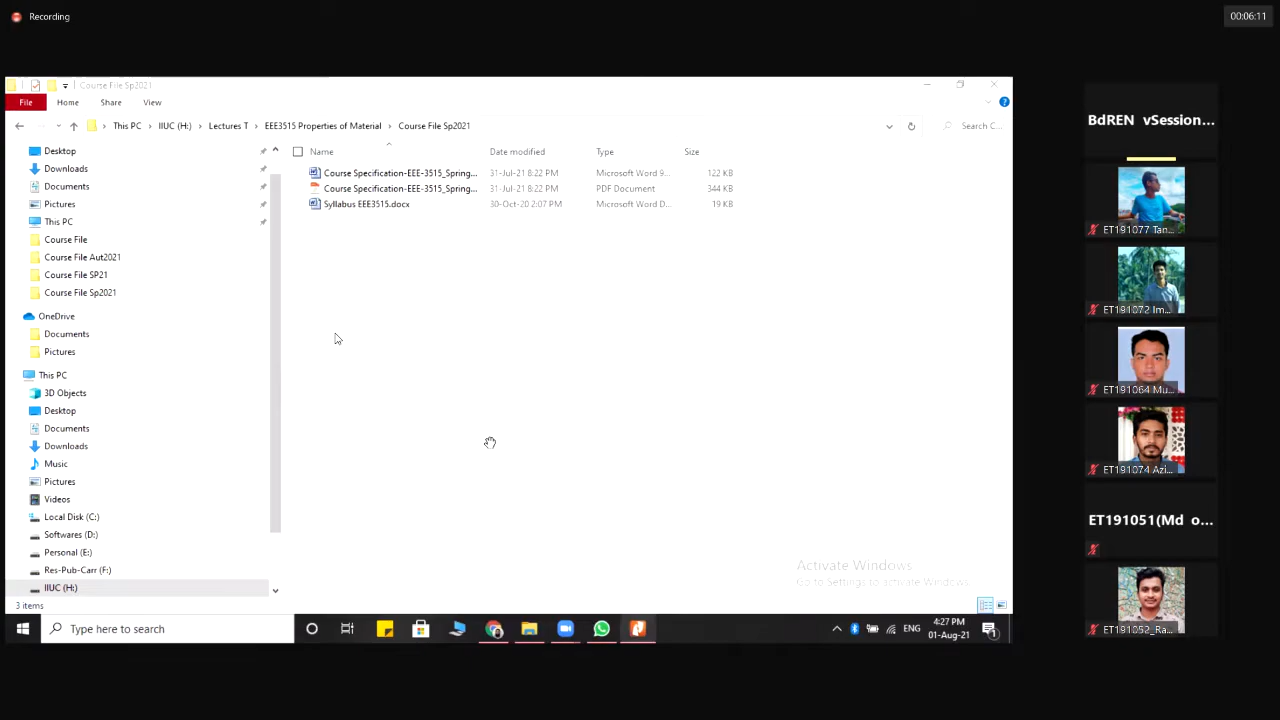 Recording
00:06:11
Course File Sp2021
File Home Share View
This PC IIUC (H:) Lectures T EEE3515 Properties of Material Course File Sp2021
Search C...
Name Date modified Type Size
Course Specification-EEE-3515_Spring... 31-Jul-21 8:22 PM Microsoft Word 9... 122 KB
Course Specification-EEE-3515_Spring... 31-Jul-21 8:22 PM PDF Document 344 KB
Syllabus EEE3515.docx 30-Oct-20 2:07 PM Microsoft Word D... 19 KB
Desktop
Downloads
Documents
Pictures
This PC
Course File
Course File Aut2021
Course File SP21
Course File Sp2021
OneDrive
Documents
Pictures
This PC
3D Objects
Desktop
Documents
Downloads
Music
Pictures
Videos
Local Disk (C:)
Softwares (D:)
Personal (E:)
Res-Pub-Carr (F:)
IIUC (H:)
3 items
Activate Windows
Go to Settings to activate Windows.
Type here to search
ENG
4:27 PM
01-Aug-21
1
BdREN vSession...
ET191077 Tan...
ET191072 Im...
ET191064 Mu...
ET191074 Azi...
ET191051(Md o...
ET191052_Ra...